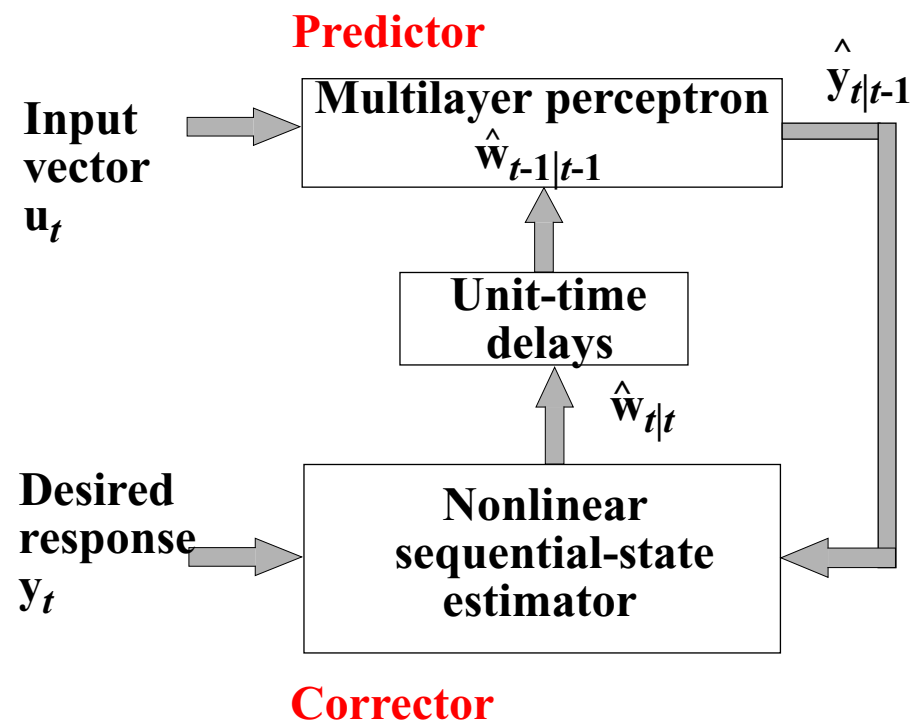 Predictor
ŷt|t-1
Multilayer perceptron
ŵt-1|t-1
Input
vector
ut
Unit-time
delays
ŵt|t
Desired
response
yt
Nonlinear
sequential-state
estimator
Corrector